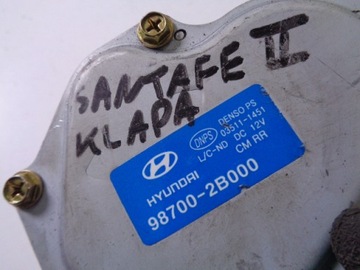 SANTAFE II
KLAPA
DNPS DENSO PS
03511-1451
L/C-ND DC 12V
HYUNDAI CM RR
98700-2B000